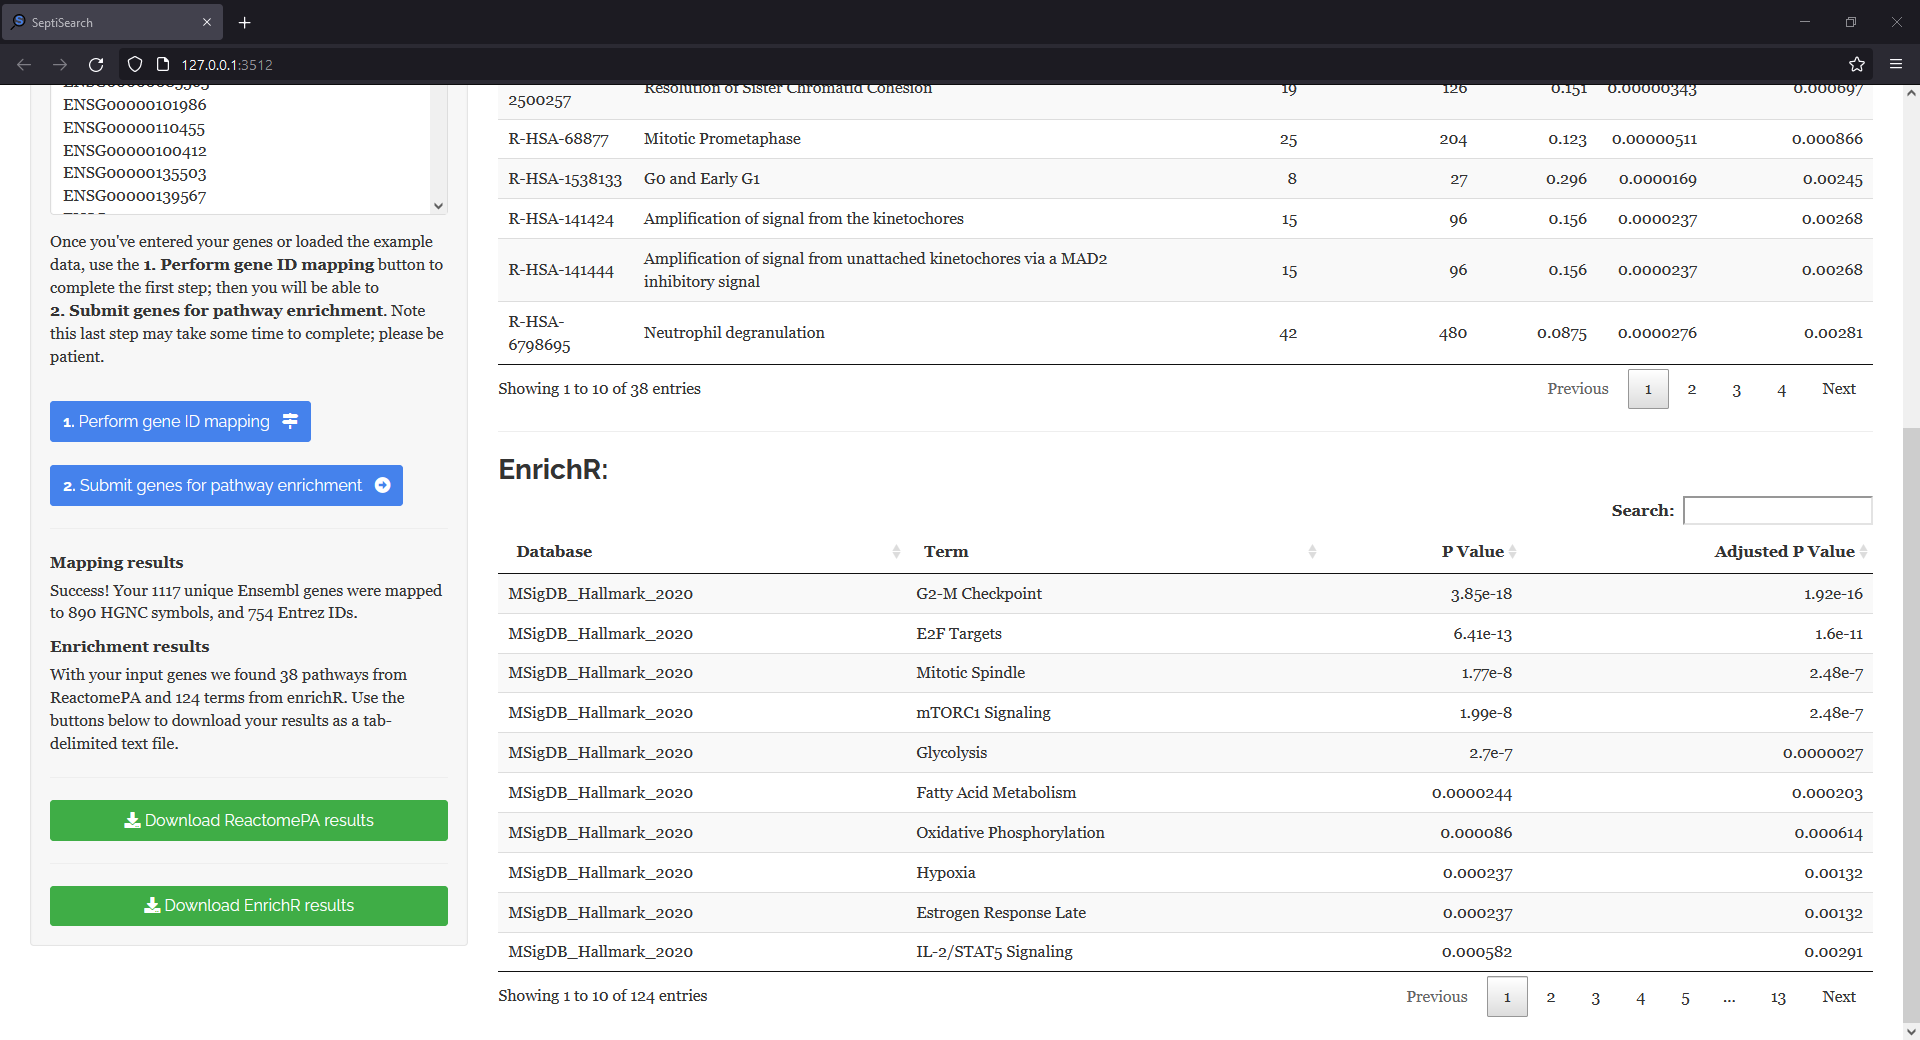 SeptiSearch
127.0.0.1:3512
ENSG00000101986
ENSG00000110455
ENSG00000100412
ENSG00000135503
ENSG00000139567
Once you've entered your genes or loaded the example
data, use the 1. Perform gene ID mapping button to
complete the first step; then you will be able to
2. Submit genes for pathway enrichment. Note
this last step may take some time to complete; please be
patient.
1. Perform gene ID mapping
2. Submit genes for pathway enrichment
Mapping results
Success! Your 1117 unique Ensembl genes were mapped
to 890 HGNC symbols, and 754 Entrez IDs.
Enrichment results
With your input genes we found 38 pathways from
ReactomePA and 124 terms from enrichR. Use the
buttons below to download your results as a tab-
delimited text file.
Download ReactomePA results
Download EnrichR results
2500257 Resolution of Sister Chromatid Cohesion 19 126 0.151 0.00000343 0.000697
R-HSA-68877 Mitotic Prometaphase 25 204 0.123 0.00000511 0.000866
R-HSA-1538133 G0 and Early G1 8 27 0.296 0.0000169 0.00245
R-HSA-141424 Amplification of signal from the kinetochores 15 96 0.156 0.0000237 0.00268
R-HSA-141444 Amplification of signal from unattached kinetochores via a MAD2 15 96 0.156 0.0000237 0.00268
inhibitory signal
R-HSA-
6798695 Neutrophil degranulation 42 480 0.0875 0.0000276 0.00281
Showing 1 to 10 of 38 entries Previous 1 2 3 4 Next
EnrichR:
Search:
Database Term P Value Adjusted P Value
MSigDB_Hallmark_2020 G2-M Checkpoint 3.85e-18 1.92e-16
MSigDB_Hallmark_2020 E2F Targets 6.41e-13 1.6e-11
MSigDB_Hallmark_2020 Mitotic Spindle 1.77e-8 2.48e-7
MSigDB_Hallmark_2020 mTORC1 Signaling 1.99e-8 2.48e-7
MSigDB_Hallmark_2020 Glycolysis 2.7e-7 0.0000027
MSigDB_Hallmark_2020 Fatty Acid Metabolism 0.0000244 0.000203
MSigDB_Hallmark_2020 Oxidative Phosphorylation 0.000086 0.000614
MSigDB_Hallmark_2020 Hypoxia 0.000237 0.00132
MSigDB_Hallmark_2020 Estrogen Response Late 0.000237 0.00132
MSigDB_Hallmark_2020 IL-2/STAT5 Signaling 0.000582 0.00291
Showing 1 to 10 of 124 entries Previous 1 2 3 4 5 ... 13 Next